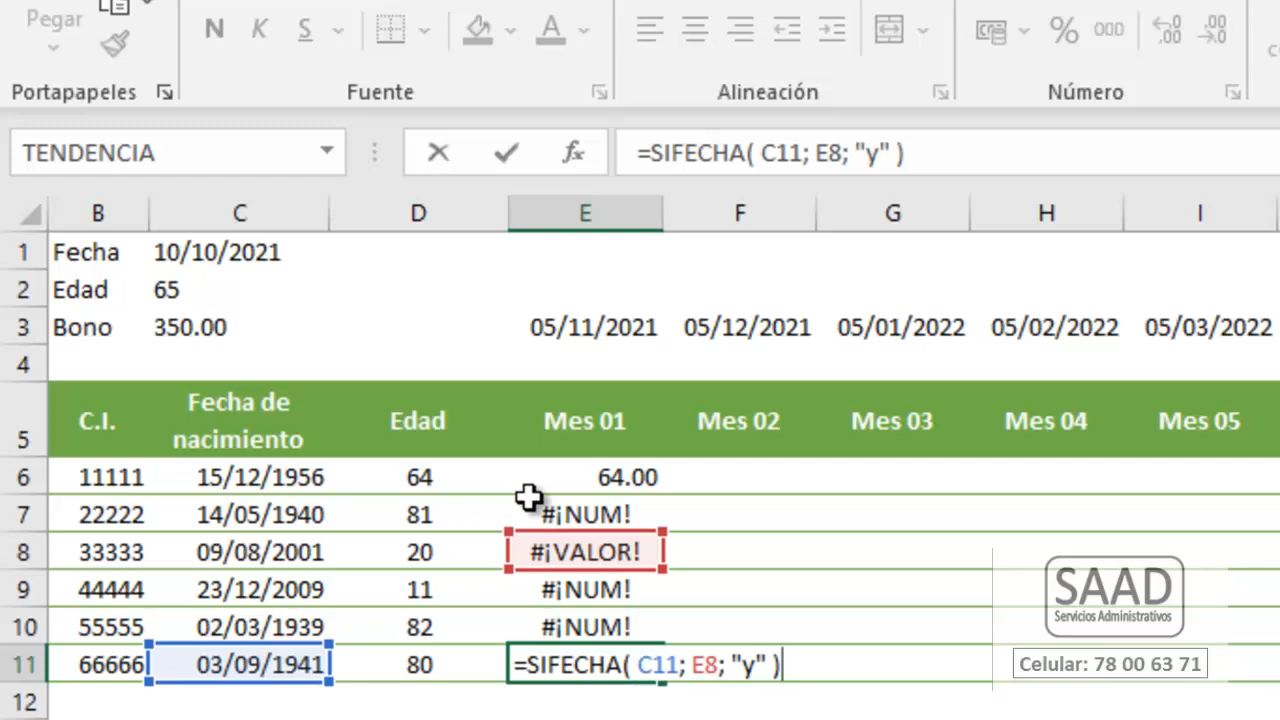 Pegar
N K S A % 000 ,00
Portapapeles Fuente Alineación Número
TENDENCIA fx =SIFECHA( C11; E8; "y" )
B C D E F G H I
1 Fecha 10/10/2021
2 Edad 65
3 Bono 350.00 05/11/2021 05/12/2021 05/01/2022 05/02/2022 05/03/2022
4
5 C.I. Fecha de nacimiento Edad Mes 01 Mes 02 Mes 03 Mes 04 Mes 05
6 11111 15/12/1956 64 64.00
7 22222 14/05/1940 81 #¡NUM!
8 33333 09/08/2001 20 #¡VALOR!
9 44444 23/12/2009 11 #¡NUM!
10 55555 02/03/1939 82 #¡NUM!
11 66666 03/09/1941 80 =SIFECHA( C11; E8; "y" )
12
SAAD
Servicios Administrativos
Celular: 78 00 63 71